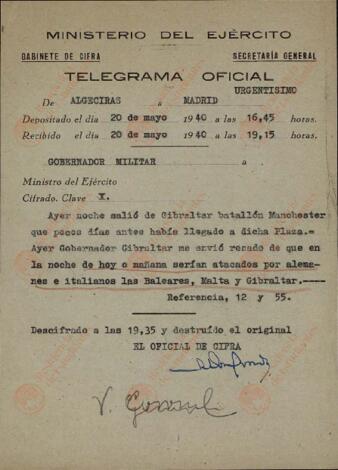 MINISTERIO DEL EJÉRCITO
GABINETE DE CIFRA SECRETARÍA GENERAL
TELEGRAMA OFICIAL
URGENTISIMO
De ALGECIRAS a MADRID
Depositado el día 20 de mayo 1940 a las 16,45 horas.
Recibido el día 20 de mayo 1940 a las 19,15 horas.
GOBERNADOR MILITAR a
Ministro del Ejército
Cifrado. Clave X.
Ayer noche salió de Gibraltar batallón Manchester
que pocos días antes había llegado a dicha Plaza.=
Ayer Gobernador Gibraltar me envió recado de que en
la noche de hoy o mañana serían atacados por alema-
nes e italianos las Baleares, Malta y Gibraltar.
Referencia, 12 y 55.
Descifrado a las 19,35 y destruído el original
EL OFICIAL DE CIFRA